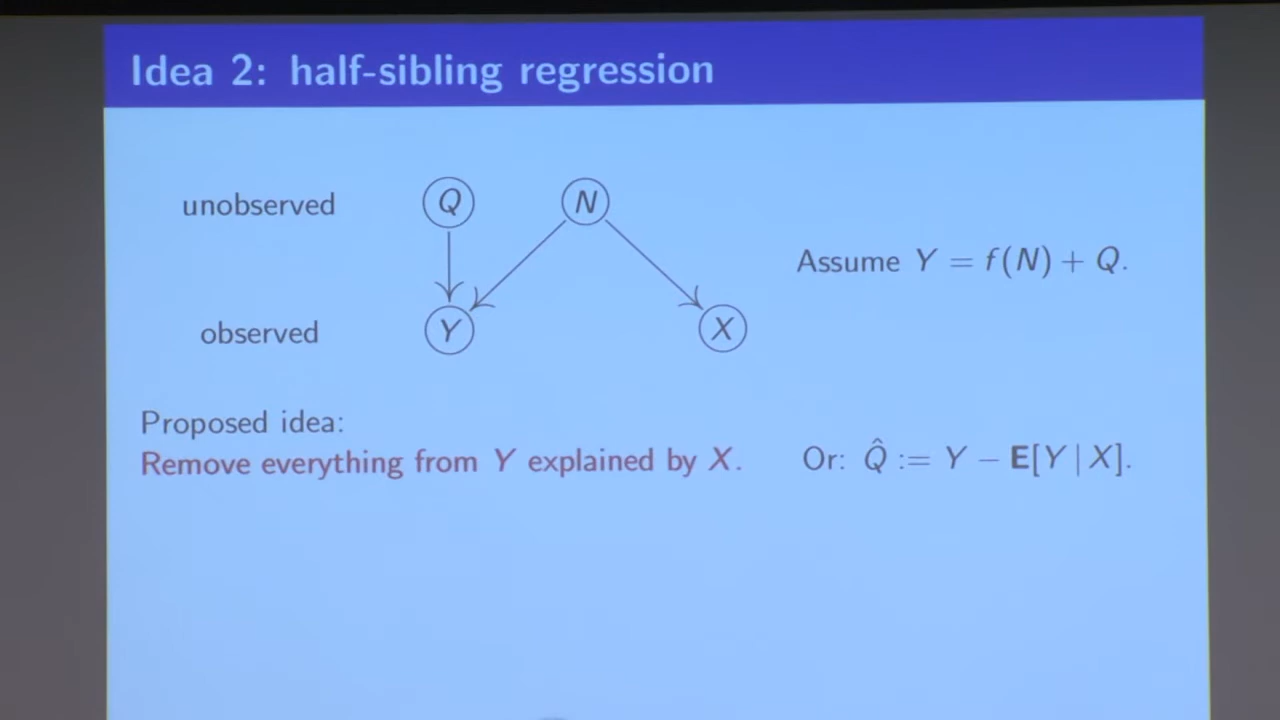 Idea 2: half-sibling regression
unobserved
Q
N
Assume Y = f(N) + Q.
observed
Y
X
Proposed idea:
Remove everything from Y explained by X.
Or: Q̂ := Y − E[Y | X].